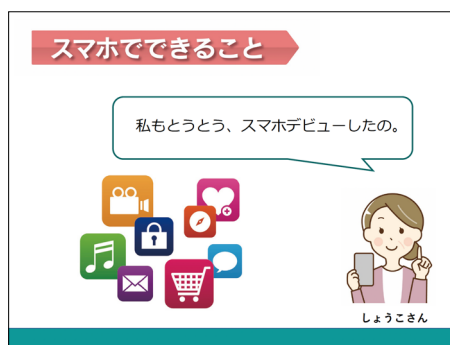 スマホでできること
私もとうとう、スマホデビューしたの。
しょうこさん